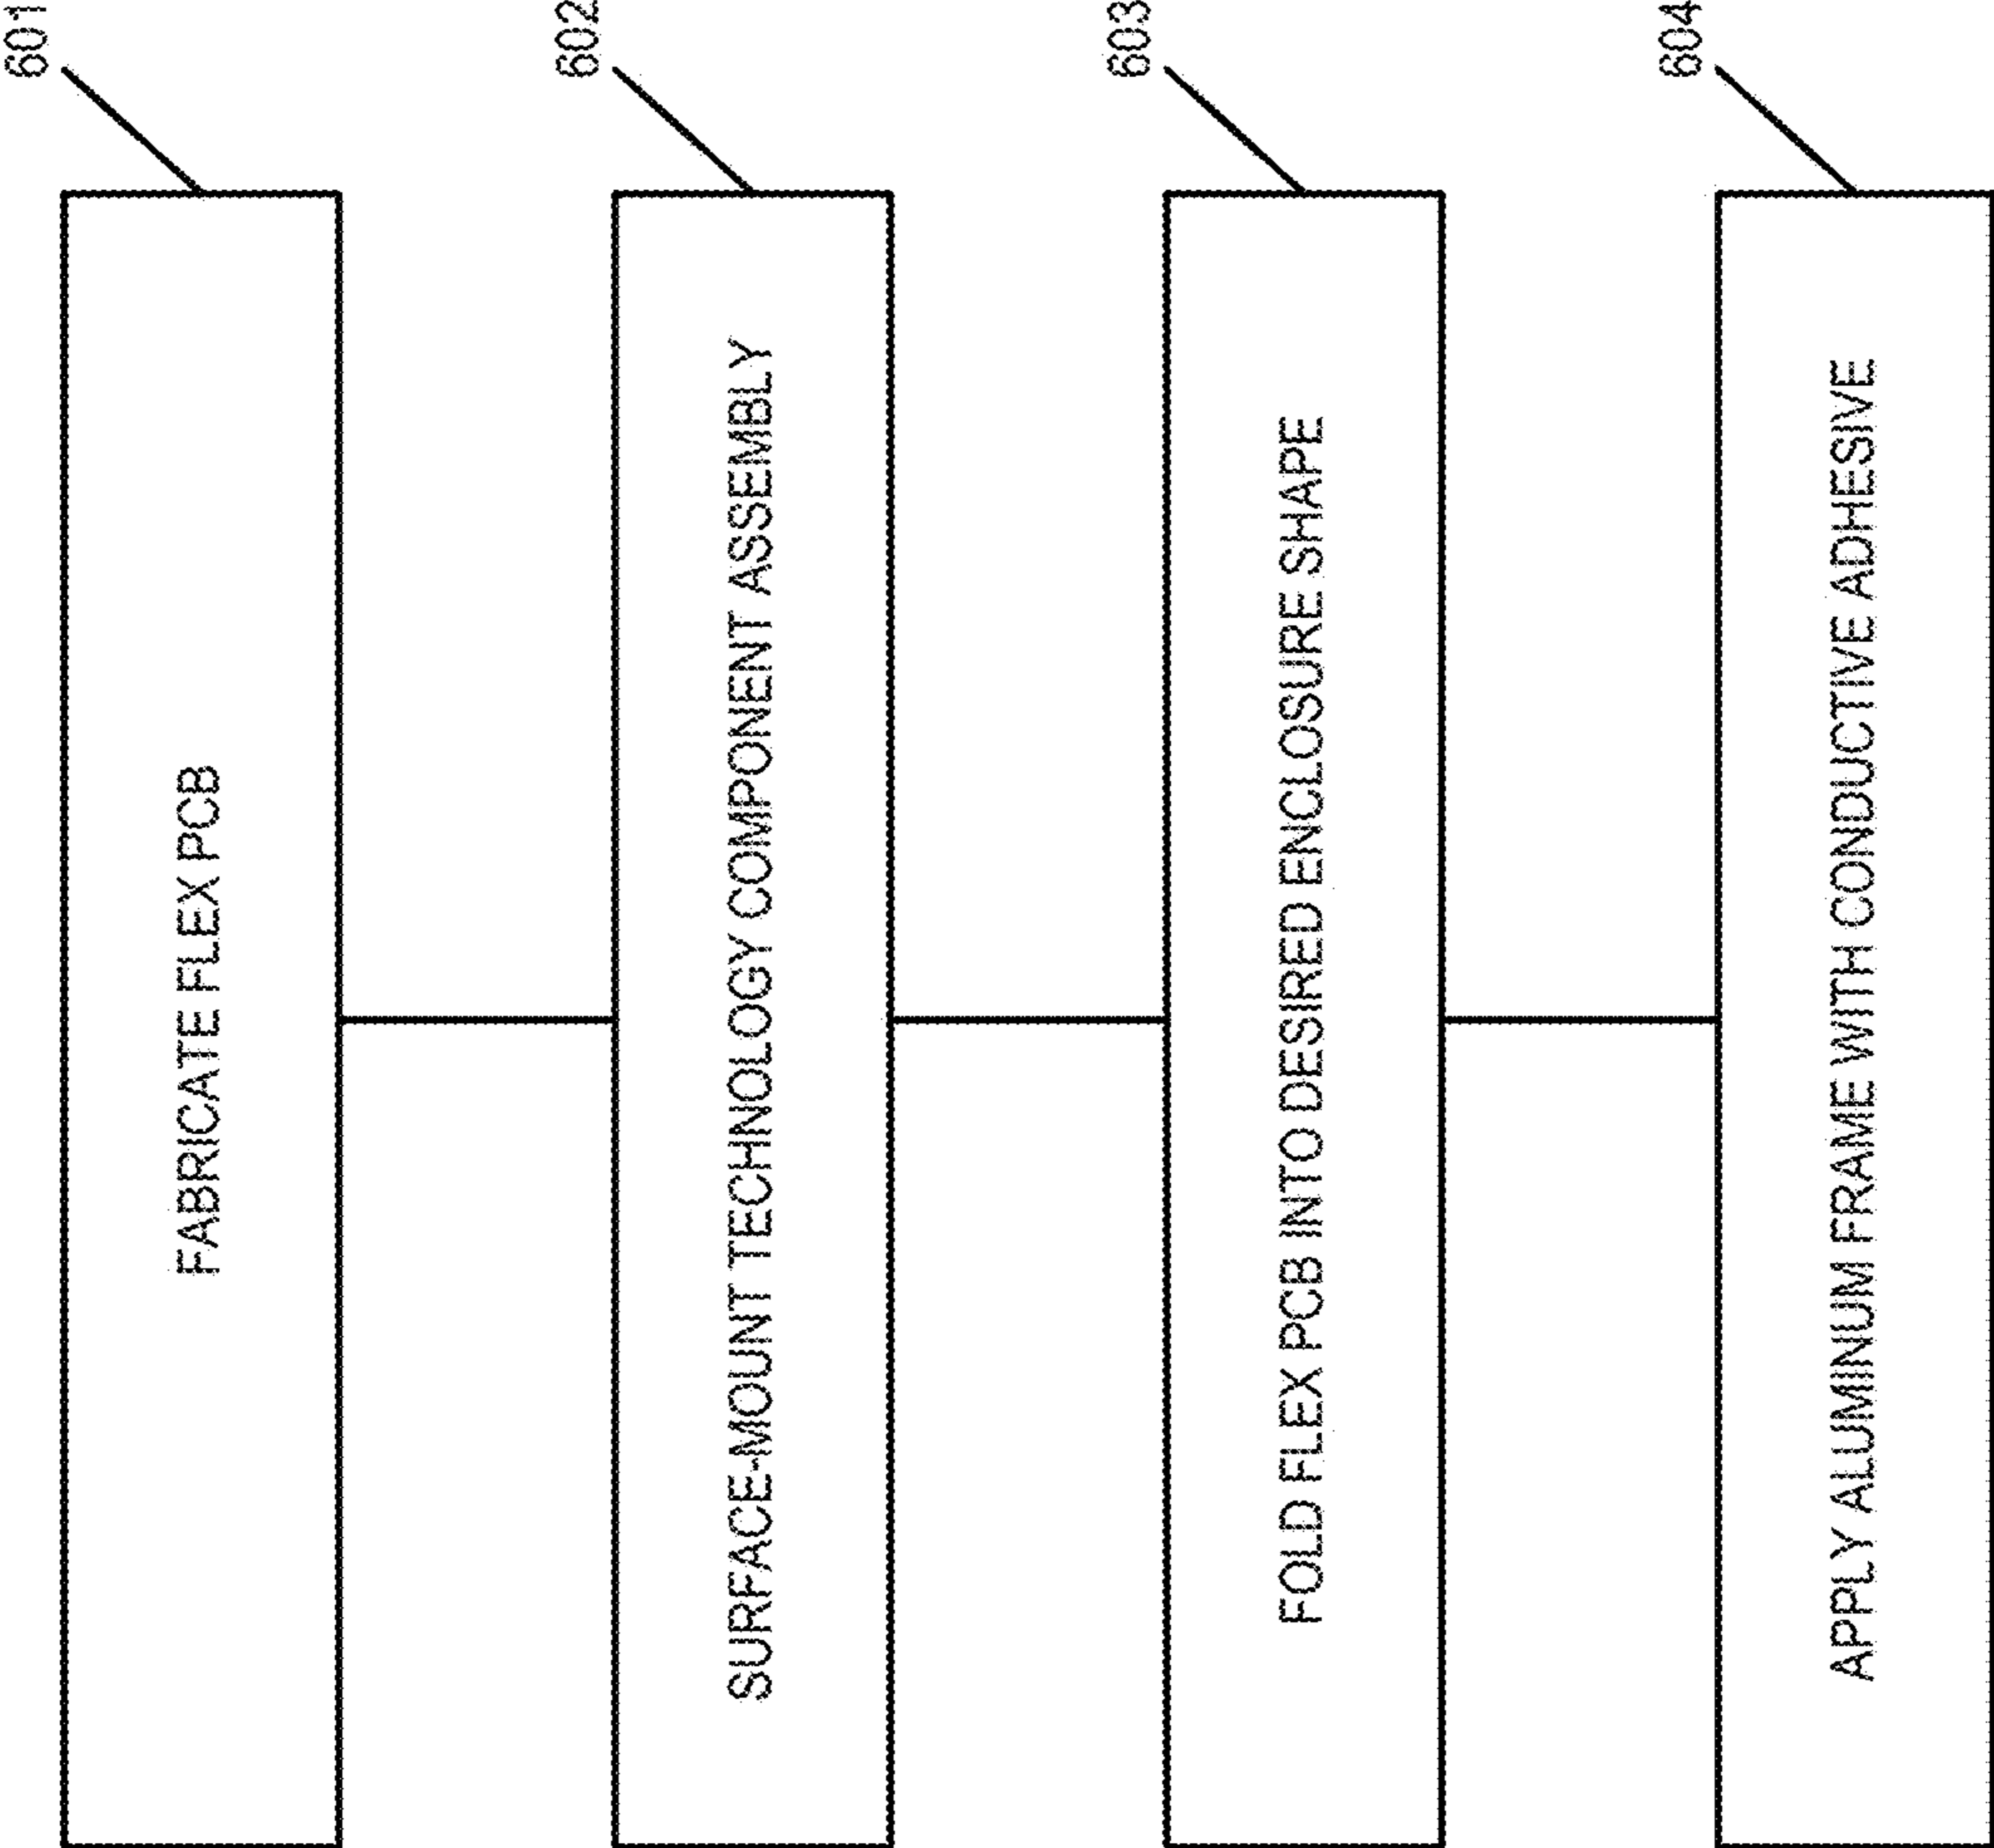 601
FABRICATE FLEX PCB
602
SURFACE-MOUNT TECHNOLOGY COMPONENT ASSEMBLY
603
FOLD FLEX PCB INTO DESIRED ENCLOSURE SHAPE
604
APPLY ALUMINUM FRAME WITH CONDUCTIVE ADHESIVE